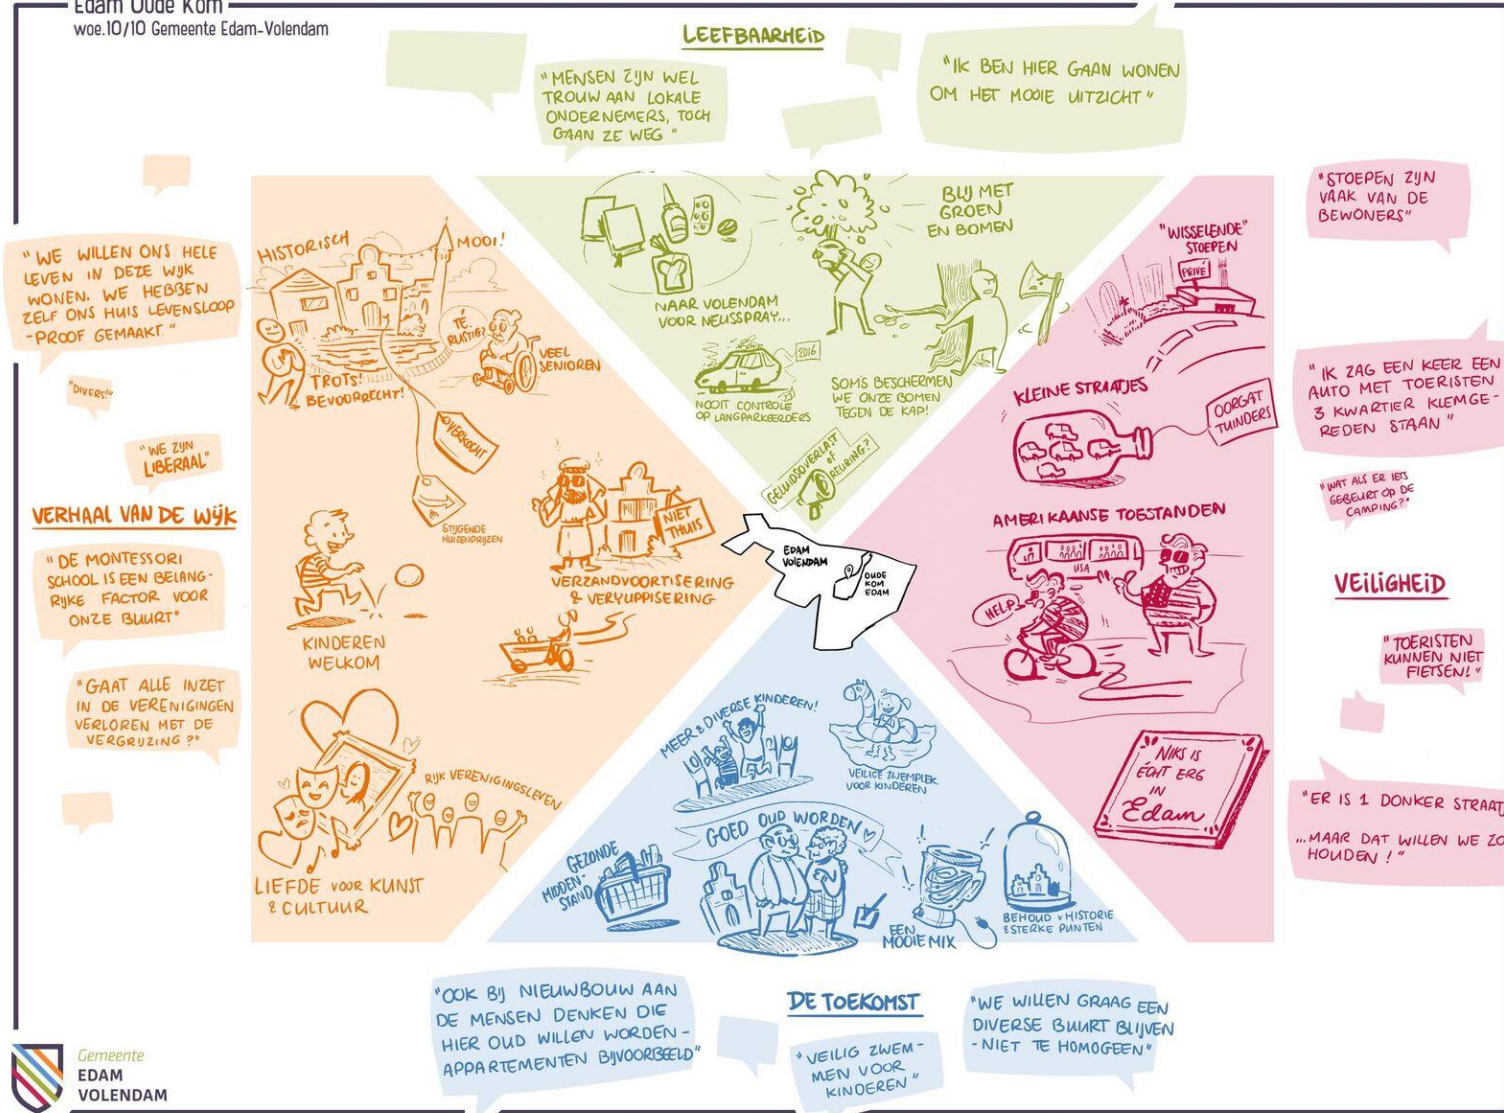 Edam Oude Kom
woe.10/10 Gemeente Edam-Volendam
LEEFBAARHEID
"MENSEN ZIJN WEL
TROUW AAN LOKALE
ONDERNEMERS, TOCH
GAAN ZE WEG"
"IK BEN HIER GAAN WONEN
OM HET MOOIE UITZICHT"
BLIJ MET
GROEN
EN BOMEN
NAAR VOLENDAM
VOOR NEUSSPRAY...
2016
NOOIT CONTROLE
OP LANGPARKEERDERS
SOMS BESCHERMEN
WE ONZE BOMEN
TEGEN DE KAP!
GELUIDSOVERLAST
OF
REURING?
"WE WILLEN ONS HELE
LEVEN IN DEZE WIJK
WONEN. WE HEBBEN
ZELF ONS HUIS LEVENSLOOP
-PROOF GEMAAKT."
"DIVERS!"
"WE ZIJN
LIBERAAL"
VERHAAL VAN DE WIJK
"DE MONTESSORI
SCHOOL IS EEN BELANG-
RIJKE FACTOR VOOR
ONZE BUURT"
"GAAT ALLE INZET
IN DE VERENIGINGEN
VERLOREN MET DE
VERGRIJZING?"
HISTORISCH
MOOI!
TÉ
RUSTIG?
VEEL
SENIOREN
TROTS!
BEVOORRECHT!
OVERKOCHT
STIJGENDE
HUIZENPRIJZEN
NIET
THUIS
VERZANDVOORTISERING
& VERYUPPISERING
KINDEREN
WELKOM
RIJK VERENIGINGSLEVEN
LIEFDE VOOR KUNST
& CULTUUR
EDAM
VOLENDAM
OUDE
KOM
EDAM
"WISSELENDE"
STOEPEN
PRIVÉ
KLEINE STRAATJES
OORGAT
TUINDERS
AMERIKAANSE TOESTANDEN
USA
HELP
NIKS IS
ÉCHT ERG
IN
Edam
"STOEPEN ZIJN
VAAK VAN DE
BEWONERS"
"IK ZAG EEN KEER EEN
AUTO MET TOERISTEN
3 KWARTIER KLEMGE-
REDEN STAAN"
"WAT ALS ER IETS
GEBEURT OP DE
CAMPING?"
VEILIGHEID
"TOERISTEN
KUNNEN NIET
FIETSEN!"
"ER IS 1 DONKER STRAATJ
...MAAR DAT WILLEN WE ZO
HOUDEN!"
MEER & DIVERSE KINDEREN!
VEILIGE ZWEMPLEK
VOOR KINDEREN
GOED OUD WORDEN
GEZONDE
MIDDEN-
STAND
EEN
MOOIE MIX
BEHOUD v HISTORIE
& STERKE PUNTEN
DE TOEKOMST
"OOK BIJ NIEUWBOUW AAN
DE MENSEN DENKEN DIE
HIER OUD WILLEN WORDEN -
APPARTEMENTEN BIJVOORBEELD"
"VEILIG ZWEM-
MEN VOOR
KINDEREN"
"WE WILLEN GRAAG EEN
DIVERSE BUURT BLIJVEN
- NIET TE HOMOGEEN"
Gemeente
EDAM
VOLENDAM